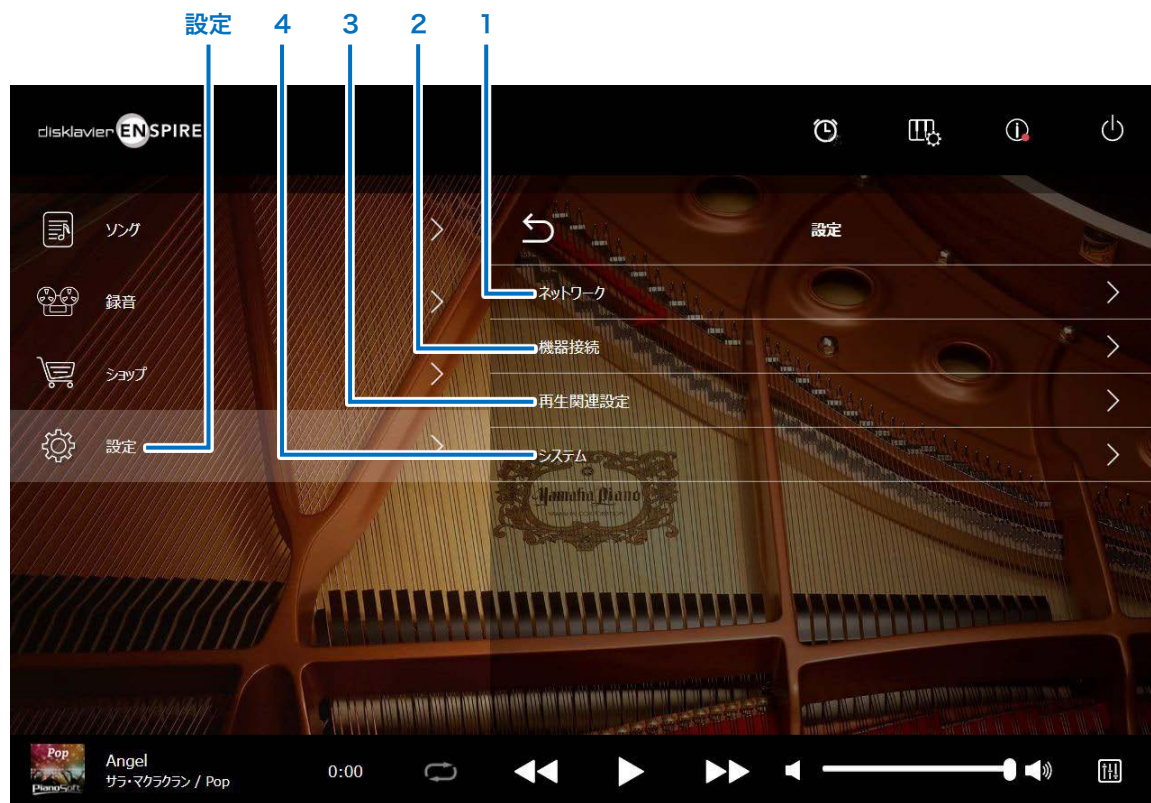 設定 4 3 2 1
disklavier ENSPIRE
ソング
設定
ネットワーク
録音
機器接続
ショップ
再生関連設定
設定
システム
Yamaha Piano
Pop
PianoSoft
Angel
サラ・マクラクラン / Pop
0:00